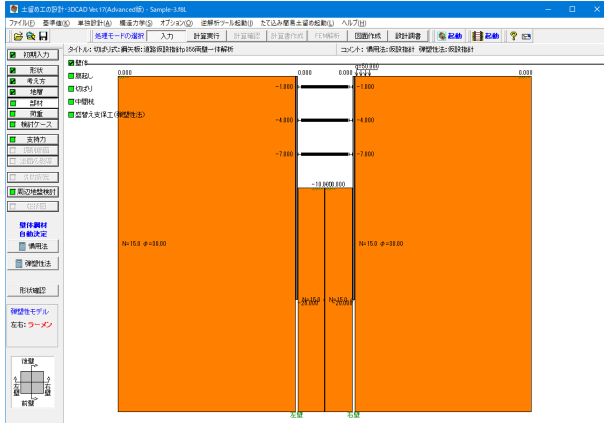 土留め工の設計・3DCAD Ver.17(Advanced版) - Sample-3.f8L
ファイル(F) 基準値(K) 単独設計(A) 構造力学(S) オプション(O) 逆解析ツール起動(I) たて込み簡易土留め起動(L) ヘルプ(H)
処理モードの選択 入力 計算実行 計算確認 計算書作成 FEM解析 図面作成 設計調書 起動 起動
タイトル: 切ばり式:鋼矢板:道路仮設指針p356両壁一体解析 コメント: 慣用法:仮設指針 弾塑性法:仮設指針
初期入力
形状
考え方
地層
部材
荷重
検討ケース
支持力
周辺地盤検討
壁体鋼材
自動決定
慣用法
弾塑性法
形状確認
弾塑性モデル
左右: ラーメン
後壁
左壁 右壁
前壁
壁体
腹起し
切ばり
中間杭
盛替え支保工(弾塑性法)
q=50.000
0.000 0.000 0.000 0.000
-1.000 -1.000
-4.000 -4.000
-7.000 -7.000
N=15.0 φ=38.00 N=15.0 φ=38.00
左壁 右壁